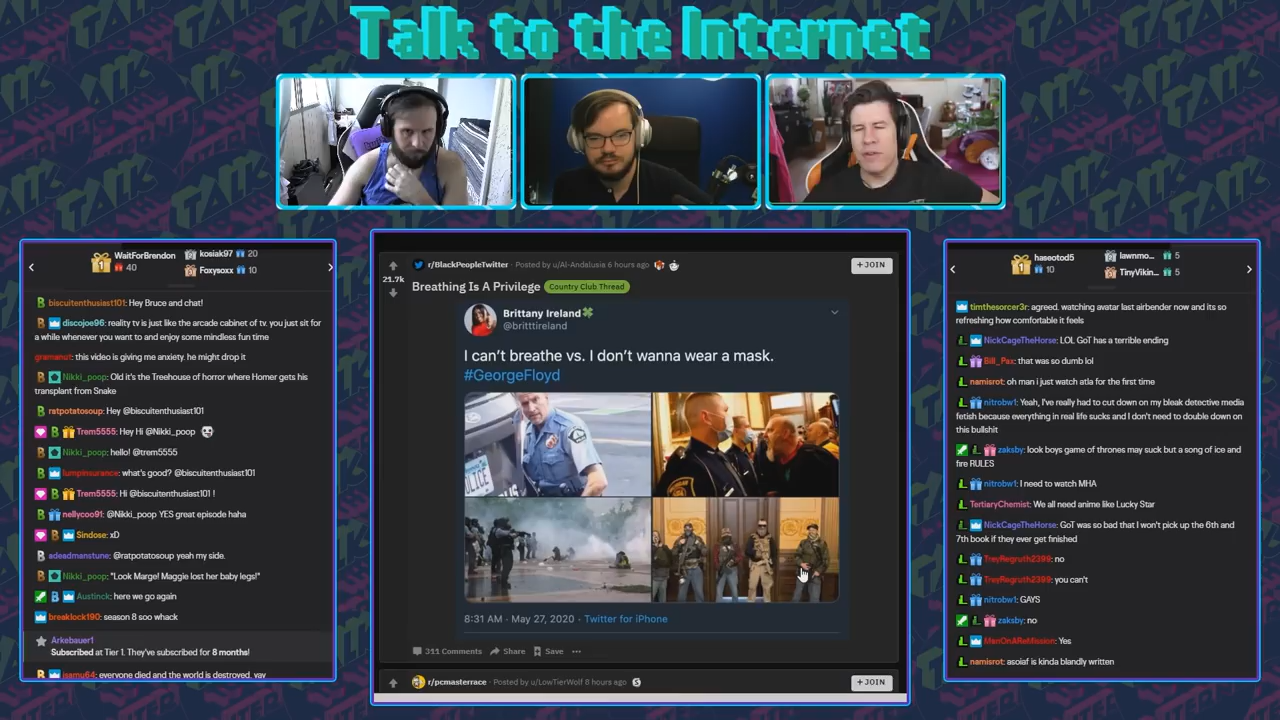 Talk to the Internet
WaitForBrendon
40
kosiak97 20
Foxysoxx 10
biscuitenthusiast101: Hey Bruce and chat!
discojoe96: reality tv is just like the arcade cabinet of tv. you just sit for
a while whenever you want to and enjoy some mindless fun time
gramanut: this video is giving me anxiety. he might drop it
Nikki_poop: Old it's the Treehouse of horror where Homer gets his
transplant from Snake
ratpotatosoup: Hey @biscuitenthusiast101
Trem5555: Hey Hi @Nikki_poop
Nikki_poop: hello! @trem5555
lumpinsurance: what's good? @biscuitenthusiast101
Trem5555: Hi @biscuitenthusiast101 !
nellycoo91: @Nikki_poop YES great episode haha
Sindose: xD
adeadmanstune: @ratpotatosoup yeah my side.
Nikki_poop: "Look Marge! Maggie lost her baby legs!"
Austinck: here we go again
breaklock190: season 8 soo whack
Arkebauer1
Subscribed at Tier 1. They've subscribed for 8 months!
isamu64: everyone died and the world is destroyed. yay
21.7k
r/BlackPeopleTwitter · Posted by u/Al-Andalusia 6 hours ago
+ JOIN
Breathing Is A Privilege Country Club Thread
Brittany Ireland
@britttireland
I can't breathe vs. I don't wanna wear a mask.
#GeorgeFloyd
POLICE
8:31 AM · May 27, 2020 · Twitter for iPhone
311 Comments Share Save
r/pcmasterrace · Posted by u/LowTierWolf 8 hours ago
+ JOIN
haseotod5
10
lawnmo... 5
TinyVikin... 5
timthesorcer3r: agreed. watching avatar last airbender now and its so
refreshing how comfortable it feels
NickCageTheHorse: LOL GoT has a terrible ending
Bill_Pax: that was so dumb lol
namisrot: oh man i just watch atla for the first time
nitrobw1: Yeah, I've really had to cut down on my bleak detective media
fetish because everything in real life sucks and I don't need to double down on
this bullshit
zaksby: look boys game of thrones may suck but a song of ice and
fire RULES
nitrobw1: I need to watch MHA
TertiaryChemist: We all need anime like Lucky Star
NickCageTheHorse: GoT was so bad that I won't pick up the 6th and
7th book if they ever get finished
TreyRegruth2399: no
TreyRegruth2399: you can't
nitrobw1: GAYS
zaksby: no
ManOnAReMission: Yes
namisrot: asoiaf is kinda blandly written